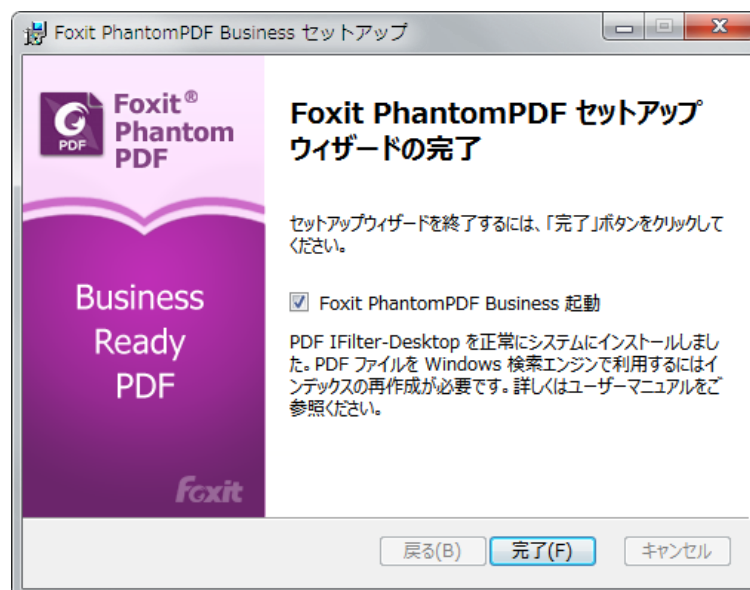 Foxit PhantomPDF Business セットアップ
Foxit®
Phantom
PDF
PDF
Business
Ready
PDF
Foxit
Foxit PhantomPDF セットアップ
ウィザードの完了
セットアップウィザードを終了するには、「完了」ボタンをクリックして
ください。
Foxit PhantomPDF Business 起動
PDF IFilter-Desktop を正常にシステムにインストールしまし
た。PDF ファイルを Windows 検索エンジンで利用するにはイ
ンデックスの再作成が必要です。詳しくはユーザーマニュアルをご
参照ください。
戻る(B)
完了(F)
キャンセル